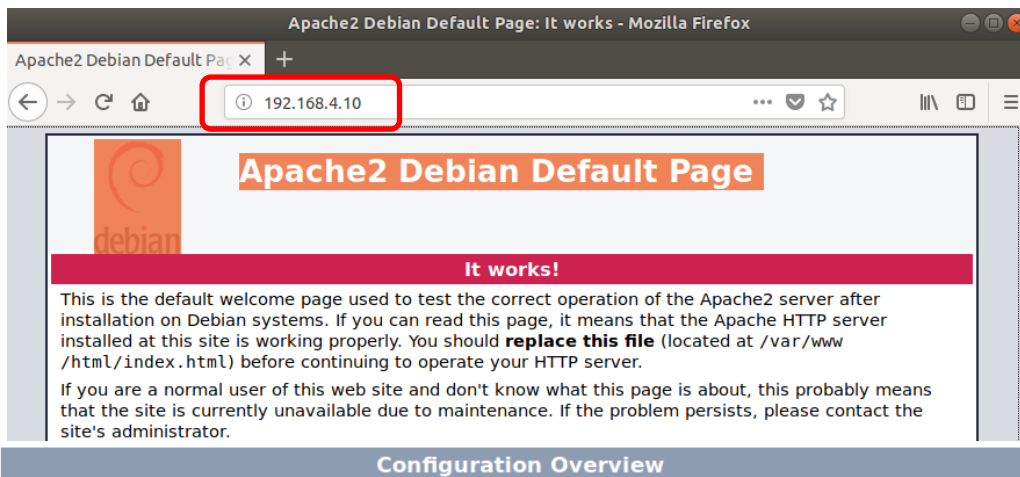 Apache2 Debian Default Page: It works - Mozilla Firefox
Apache2 Debian Default Pag
192.168.4.10
Apache2 Debian Default Page
debian
It works!
This is the default welcome page used to test the correct operation of the Apache2 server after
installation on Debian systems. If you can read this page, it means that the Apache HTTP server
installed at this site is working properly. You should replace this file (located at /var/www
/html/index.html) before continuing to operate your HTTP server.
If you are a normal user of this web site and don't know what this page is about, this probably means
that the site is currently unavailable due to maintenance. If the problem persists, please contact the
site's administrator.
Configuration Overview